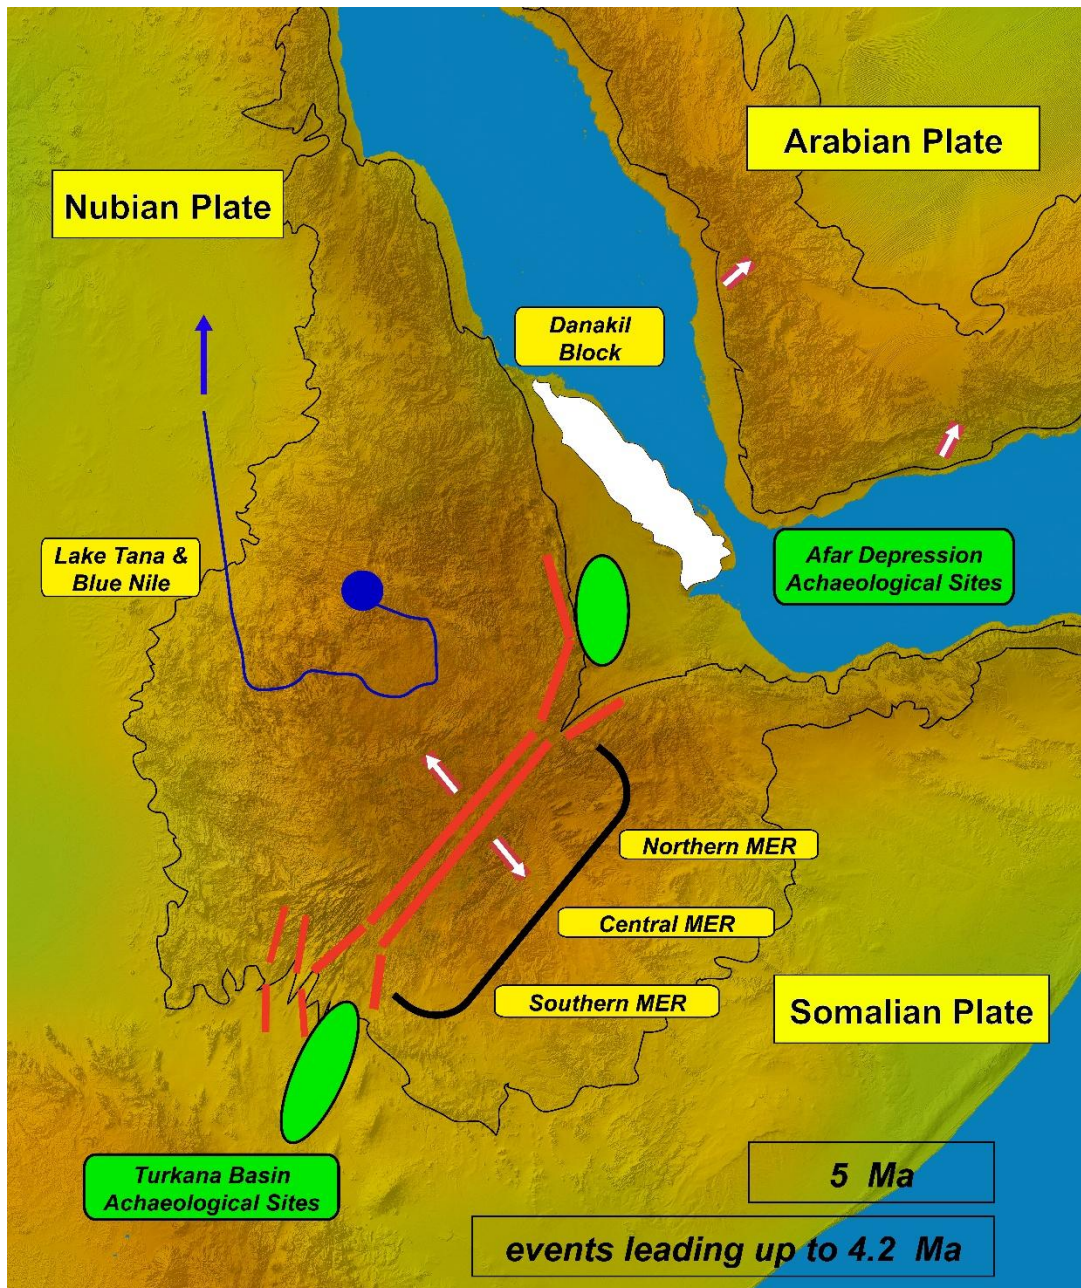 Arabian Plate
Nubian Plate
Danakil
Block
Lake Tana &
Blue Nile
Afar Depression
Achaeological Sites
Northern MER
Central MER
Southern MER
Somalian Plate
Turkana Basin
Achaeological Sites
5 Ma
events leading up to 4.2 Ma